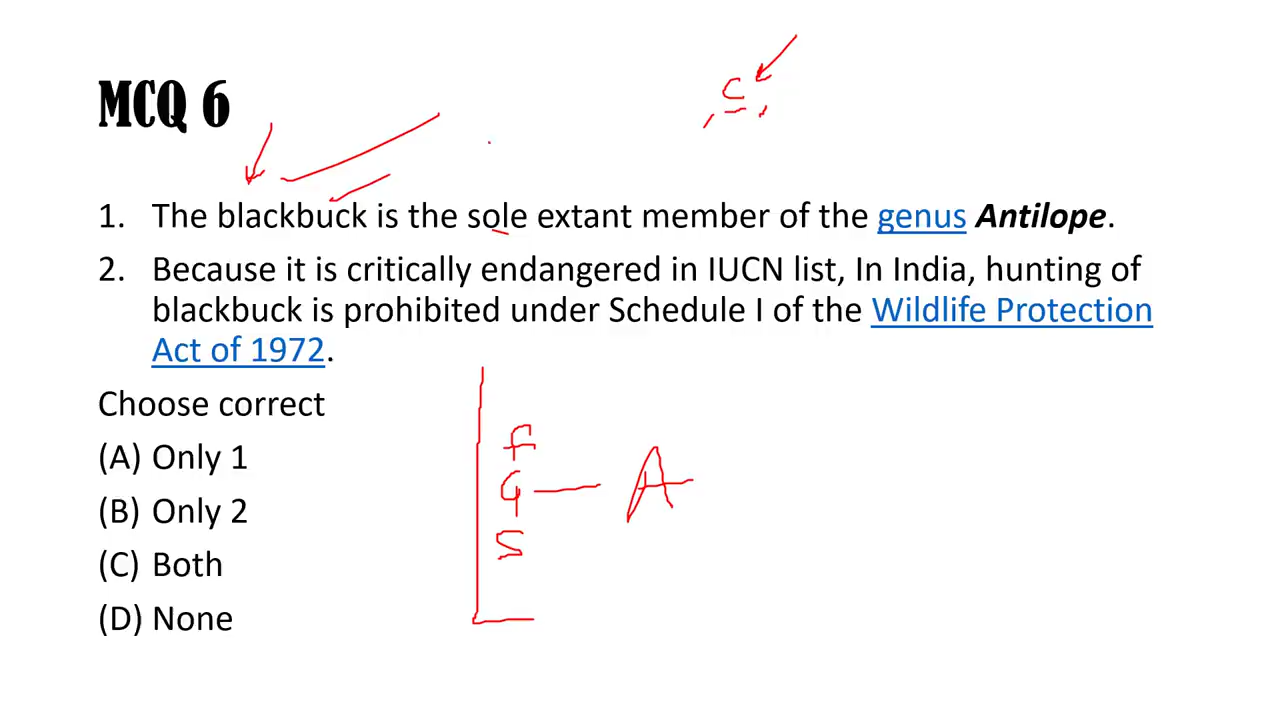 , C ,
MCQ 6
1. The blackbuck is the sole extant member of the genus Antilope.
2. Because it is critically endangered in IUCN list, In India, hunting of
blackbuck is prohibited under Schedule I of the Wildlife Protection
Act of 1972.
Choose correct
(A) Only 1
(B) Only 2
(C) Both
(D) None
F
G — A
S